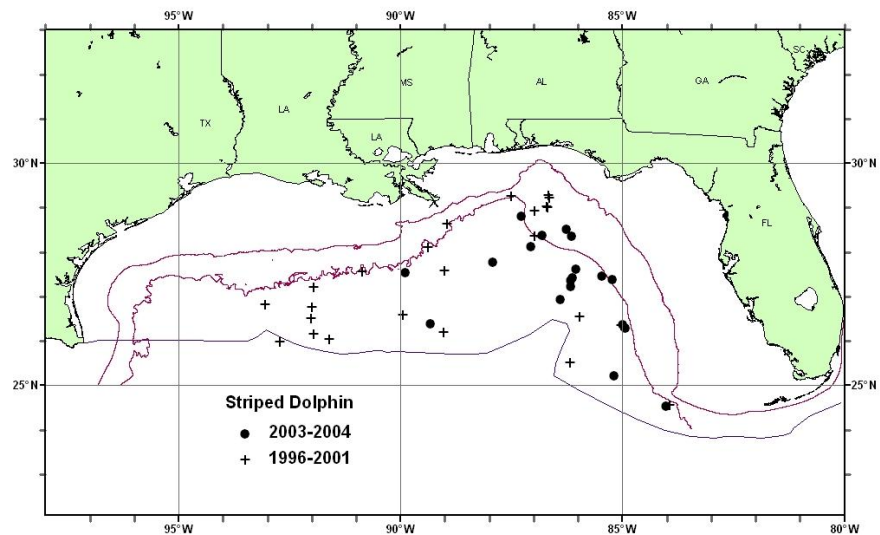 95°W 90°W 85°W
SC
MS AL GA
TX LA
LA
30°N 30°N
FL
25°N 25°N
Striped Dolphin
2003-2004
1996-2001
95°W 90°W 85°W 80°W